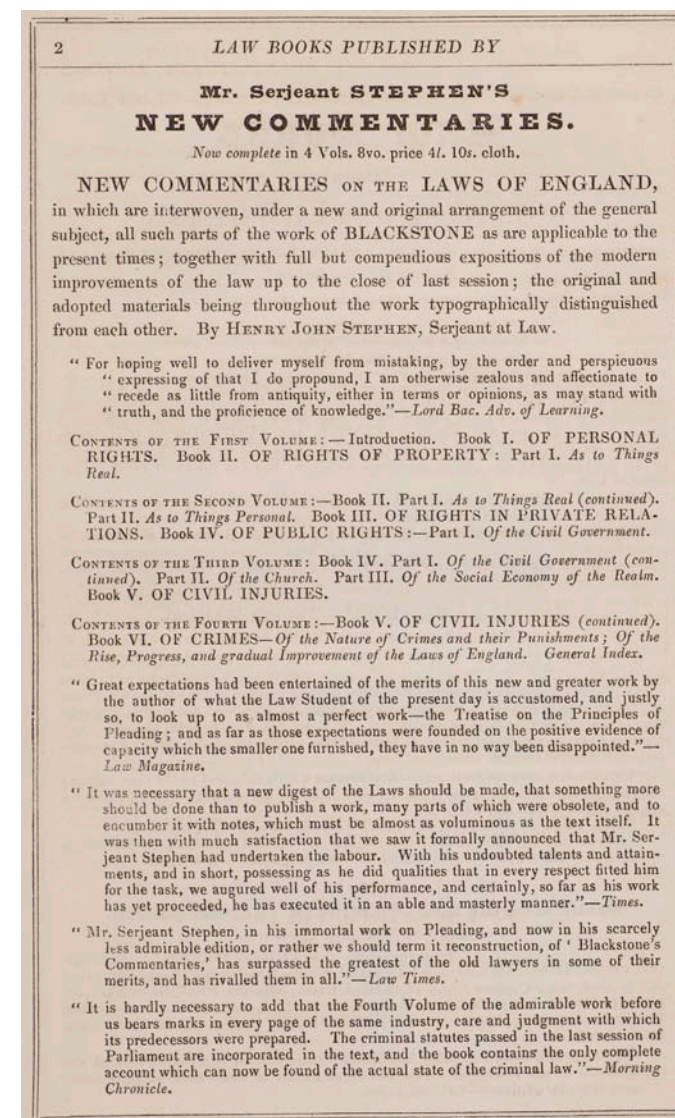 2 LAW BOOKS PUBLISHED BY
Mr. Serjeant STEPHEN'S
NEW COMMENTARIES.
Now complete in 4 Vols. 8vo. price 4l. 10s. cloth.
NEW COMMENTARIES ON THE LAWS OF ENGLAND,
in which are interwoven, under a new and original arrangement of the general
subject, all such parts of the work of BLACKSTONE as are applicable to the
present times; together with full but compendious expositions of the modern
improvements of the law up to the close of last session; the original and
adopted materials being throughout the work typographically distinguished
from each other. By HENRY JOHN STEPHEN, Serjeant at Law.
“ For hoping well to deliver myself from mistaking, by the order and perspicuous
“ expressing of that I do propound, I am otherwise zealous and affectionate to
“ recede as little from antiquity, either in terms or opinions, as may stand with
“ truth, and the proficience of knowledge.”—Lord Bac. Adv. of Learning.
CONTENTS OF THE FIRST VOLUME:—Introduction. Book I. OF PERSONAL
RIGHTS. Book II. OF RIGHTS OF PROPERTY: Part I. As to Things
Real.
CONTENTS OF THE SECOND VOLUME:—Book II. Part I. As to Things Real (continued).
Part II. As to Things Personal. Book III. OF RIGHTS IN PRIVATE RELA-
TIONS. Book IV. OF PUBLIC RIGHTS:—Part I. Of the Civil Government.
CONTENTS OF THE THIRD VOLUME: Book IV. Part I. Of the Civil Government (con-
tinued). Part II. Of the Church. Part III. Of the Social Economy of the Realm.
Book V. OF CIVIL INJURIES.
CONTENTS OF THE FOURTH VOLUME:—Book V. OF CIVIL INJURIES (continued).
Book VI. OF CRIMES—Of the Nature of Crimes and their Punishments; Of the
Rise, Progress, and gradual Improvement of the Laws of England. General Index.
“ Great expectations had been entertained of the merits of this new and greater work by
the author of what the Law Student of the present day is accustomed, and justly
so, to look up to as almost a perfect work—the Treatise on the Principles of
Pleading; and as far as those expectations were founded on the positive evidence of
capacity which the smaller one furnished, they have in no way been disappointed.”—
Law Magazine.
“ It was necessary that a new digest of the Laws should be made, that something more
should be done than to publish a work, many parts of which were obsolete, and to
encumber it with notes, which must be almost as voluminous as the text itself. It
was then with much satisfaction that we saw it formally announced that Mr. Ser-
jeant Stephen had undertaken the labour. With his undoubted talents and attain-
ments, and in short, possessing as he did qualities that in every respect fitted him
for the task, we augured well of his performance, and certainly, so far as his work
has yet proceeded, he has executed it in an able and masterly manner.”—Times.
“ Mr. Serjeant Stephen, in his immortal work on Pleading, and now in his scarcely
less admirable edition, or rather we should term it reconstruction, of ‘ Blackstone's
Commentaries,’ has surpassed the greatest of the old lawyers in some of their
merits, and has rivalled them in all.”—Law Times.
“ It is hardly necessary to add that the Fourth Volume of the admirable work before
us bears marks in every page of the same industry, care and judgment with which
its predecessors were prepared. The criminal statutes passed in the last session of
Parliament are incorporated in the text, and the book contains the only complete
account which can now be found of the actual state of the criminal law.”—Morning
Chronicle.